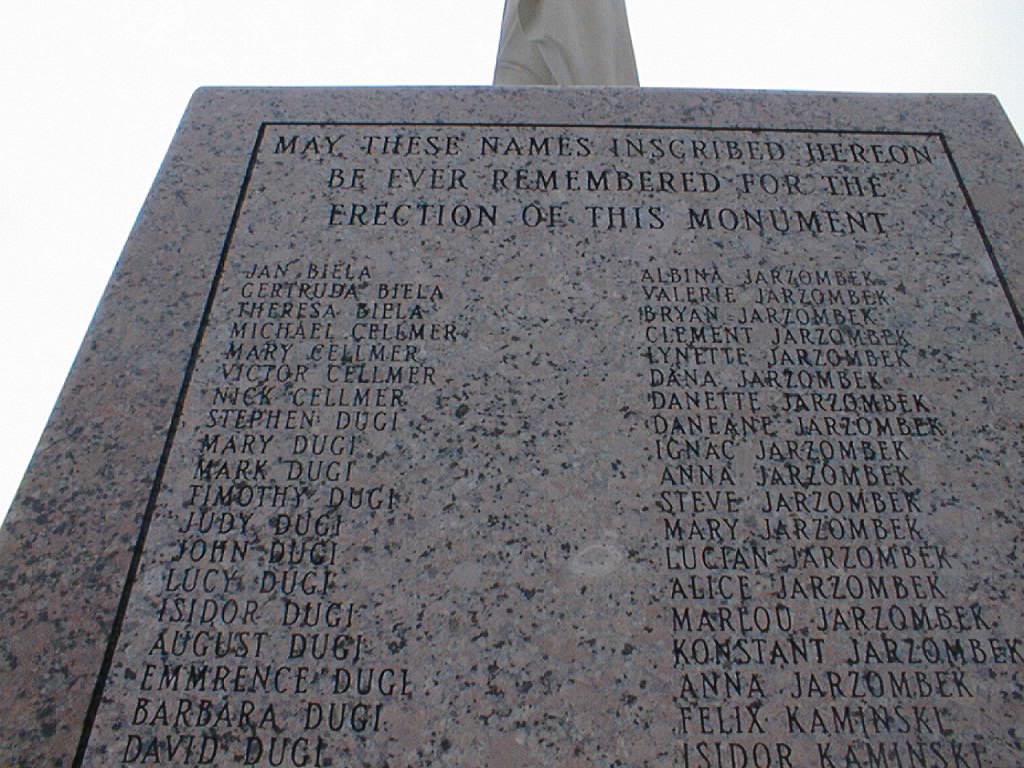 MAY THESE NAMES INSCRIBED HEREON
BE EVER REMEMBERED FOR THE
ERECTION OF THIS MONUMENT
JAN BIELA
GERTRUDA BIELA
THERESA BIELA
MICHAEL CELLMER
MARY CELLMER
VICTOR CELLMER
NICK CELLMER
STEPHEN DUGI
MARY DUGI
MARK DUGI
TIMOTHY DUGI
JUDY DUGI
JOHN DUGI
LUCY DUGI
ISIDOR DUGI
AUGUST DUGI
EMMRENCE DUGI
BARBARA DUGI
DAVID DUGI
ALBINA JARZOMBEK
VALERIE JARZOMBEK
BRYAN JARZOMBEK
CLEMENT JARZOMBEK
LYNETTE JARZOMBEK
DANA JARZOMBEK
DANETTE JARZOMBEK
DANEANE JARZOMBEK
IGNAC JARZOMBEK
ANNA JARZOMBEK
STEVE JARZOMBEK
MARY JARZOMBEK
LUCIAN JARZOMBEK
ALICE JARZOMBEK
MARLOU JARZOMBEK
KONSTANT JARZOMBEK
ANNA JARZOMBEK
FELIX KAMINSKI
ISIDOR KAMINSKI